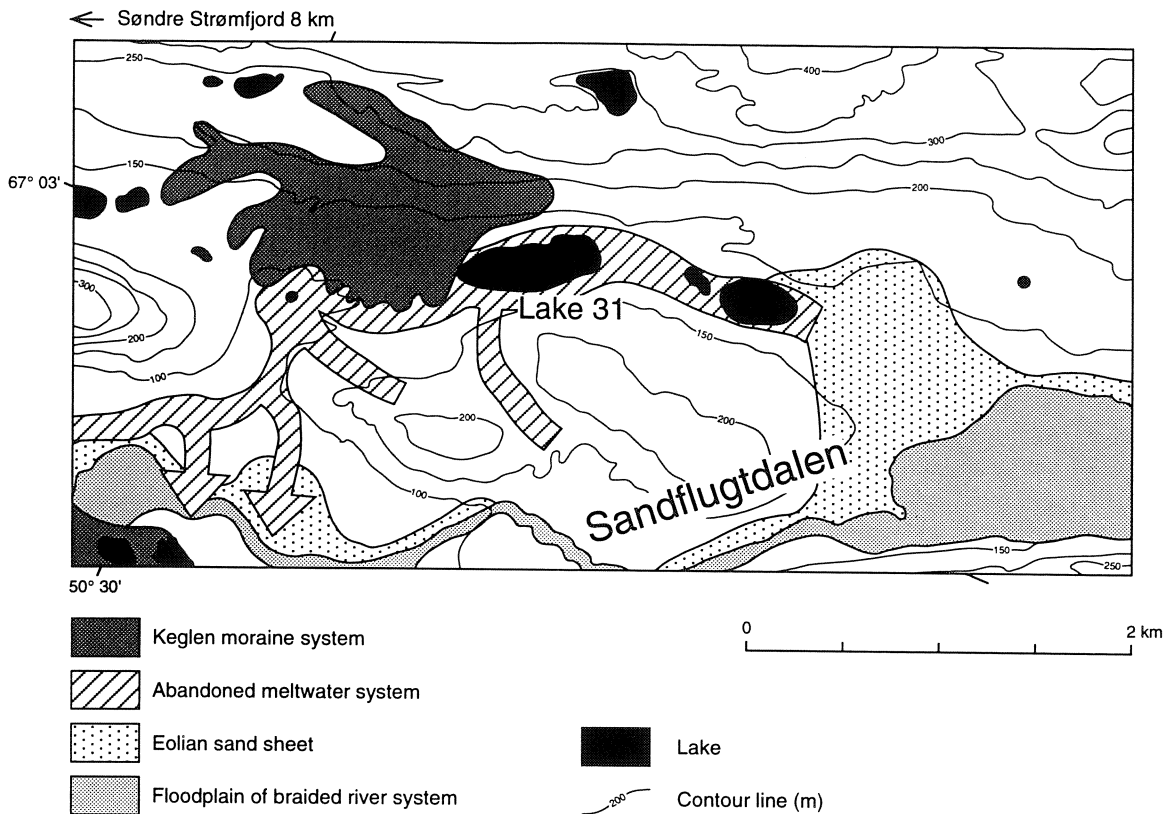 Søndre Strømfjord 8 km
250
400
300
150
200
67° 03'
300
Lake 31
150
200
100
200
200
Sandflugtdalen
100
150
250
50° 30'
0
2 km
Keglen moraine system
Abandoned meltwater system
Eolian sand sheet
Lake
Floodplain of braided river system
200
Contour line (m)